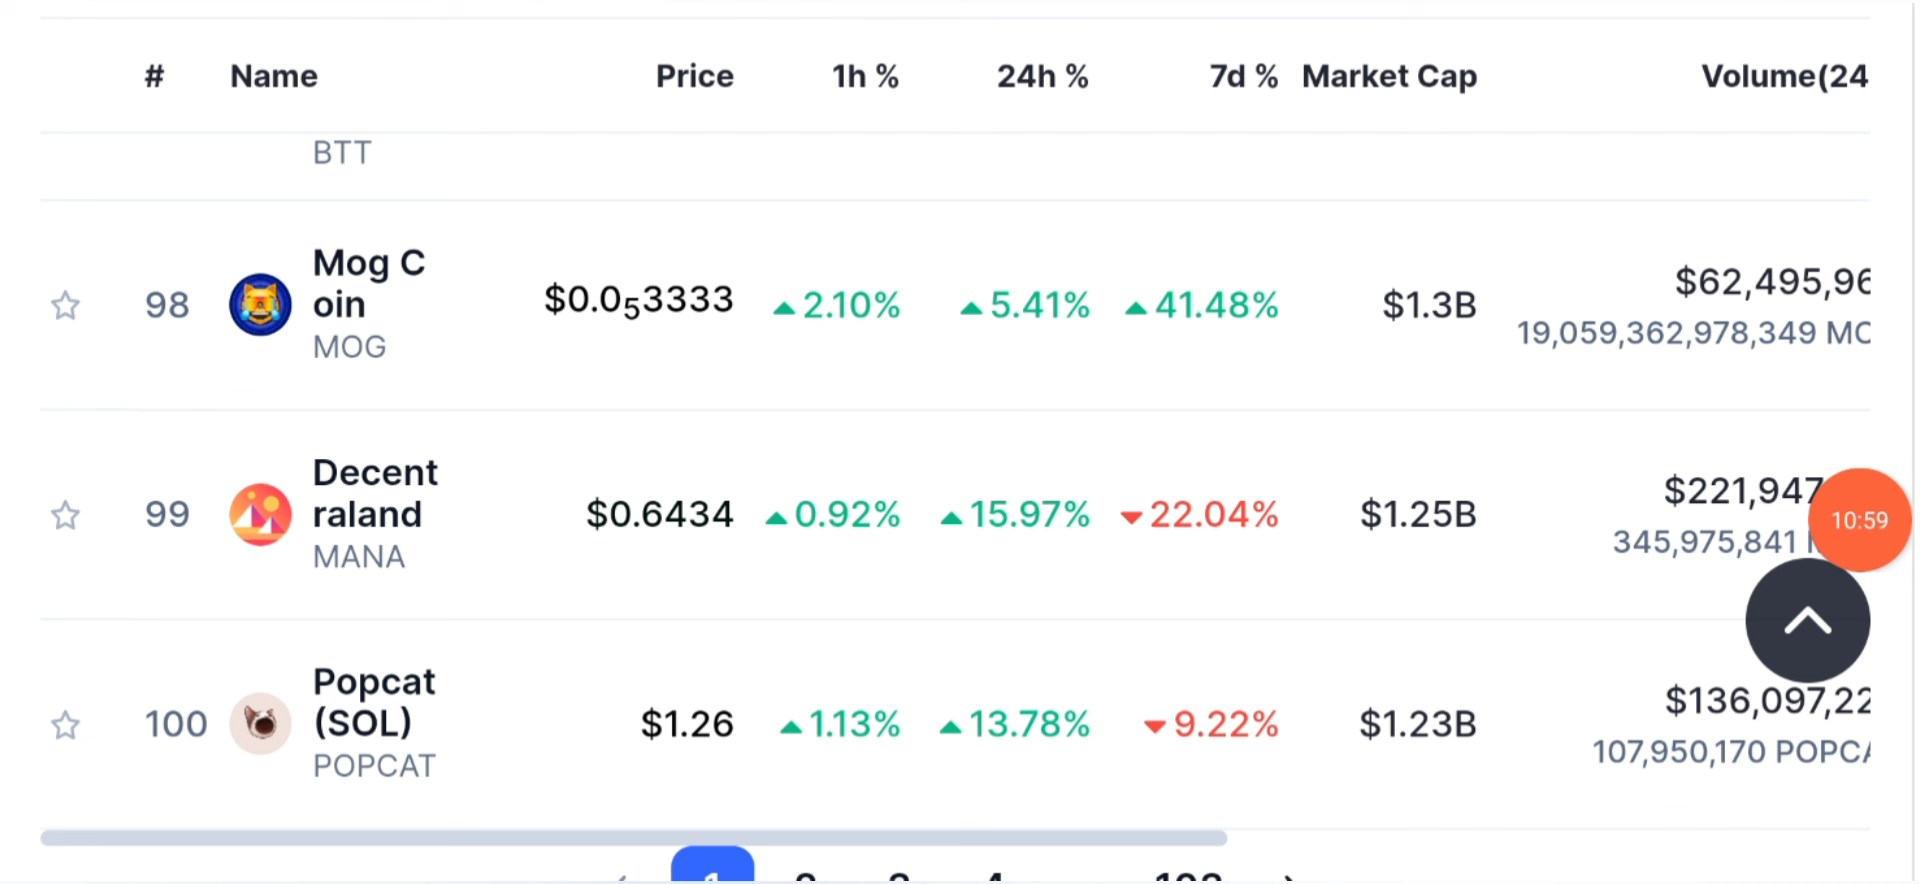 # Name Price 1h % 24h % 7d % Market Cap Volume(24
BTT
Mog C
oin
MOG
98 $0.0₅3333 2.10% 5.41% 41.48% $1.3B $62,495,96
19,059,362,978,349
Decent
raland
MANA
99 $0.6434 0.92% 15.97% 22.04% $1.25B $221,947
345,975,841
10:59
Popcat
(SOL)
POPCAT
100 $1.26 1.13% 13.78% 9.22% $1.23B $136,097,22
107,950,170 POPCA
1